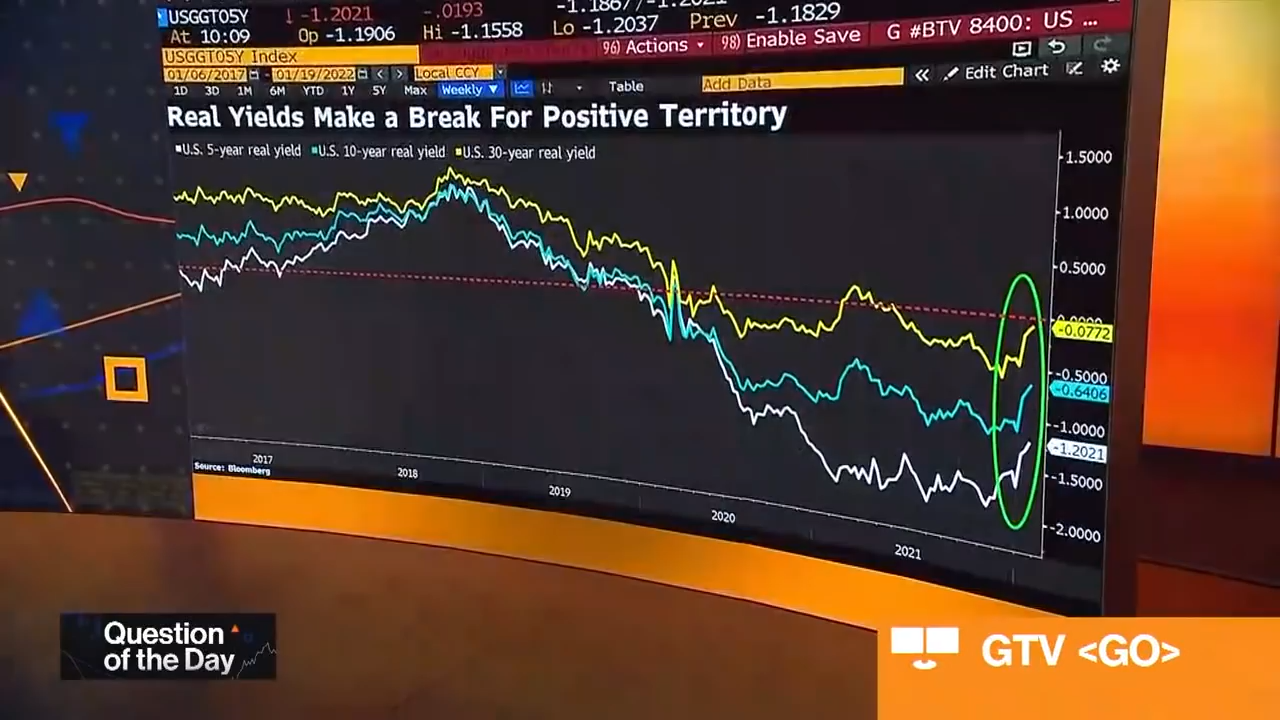 USGGT05Y ↓ -1.2021 -.0193 -1.1867/-1.2021
At 10:09 Op -1.1906 Hi -1.1558 Lo -1.2037 Prev -1.1829
USGGT05Y Index 96) Actions 98) Enable Save G #BTV 8400: US ...
01/06/2017 - 01/19/2022 Local CCY
1D 3D 1M 6M YTD 1Y 5Y Max Weekly ▼ Table Add Data « Edit Chart
Real Yields Make a Break For Positive Territory
U.S. 5-year real yield U.S. 10-year real yield U.S. 30-year real yield
1.5000
1.0000
0.5000
-0.0772
-0.5000
-0.6406
-1.0000
-1.2021
-1.5000
-2.0000
2017 2018 2019 2020 2021
Source: Bloomberg
Question
of the Day
GTV <GO>